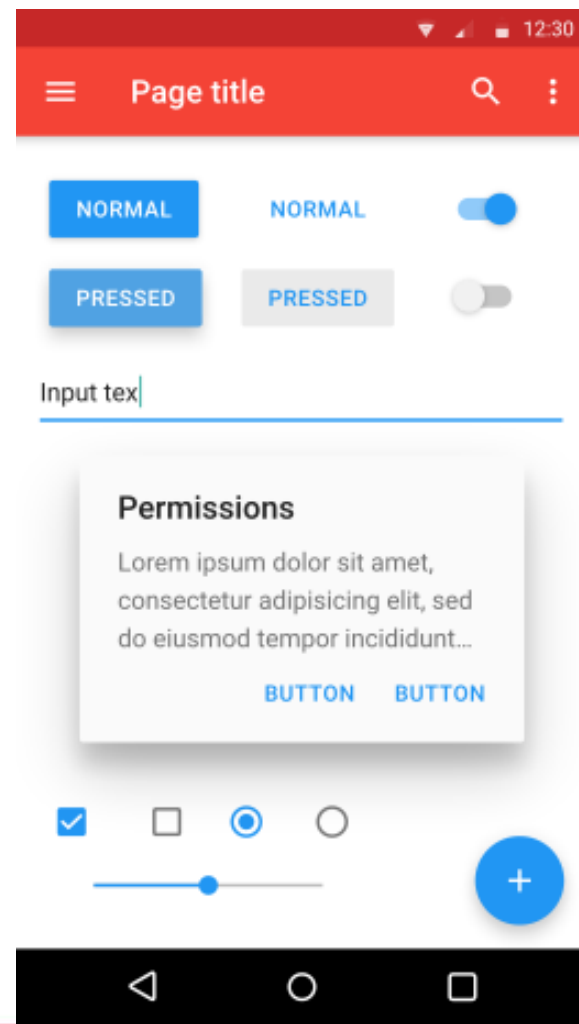 12:30
Page title
NORMAL NORMAL
PRESSED PRESSED
Input tex
Permissions
Lorem ipsum dolor sit amet,
consectetur adipisicing elit, sed
do eiusmod tempor incididunt...
BUTTON BUTTON